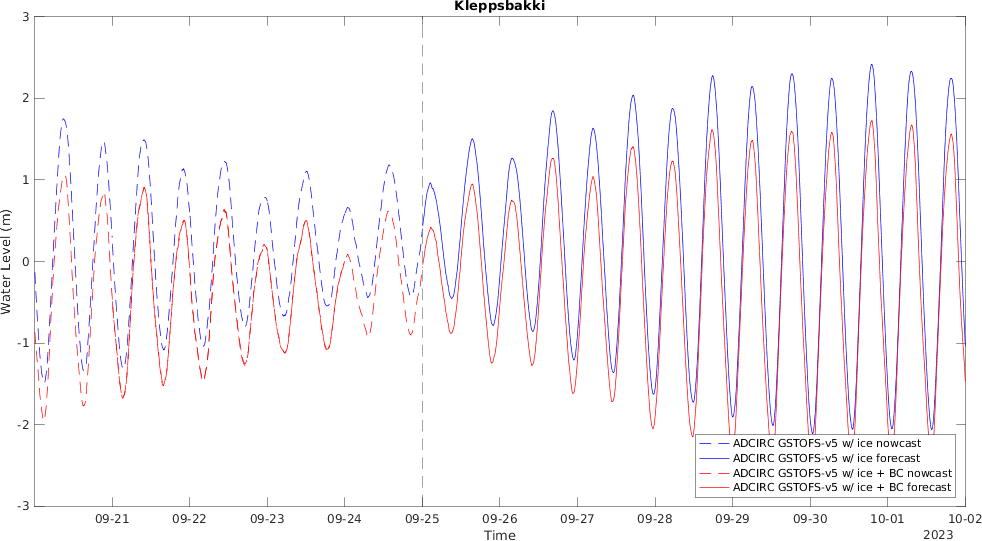 Kleppsbakki
3
2
1
0
-1
-2
-3
Water Level (m)
09-21 09-22 09-23 09-24 09-25 09-26 09-27 09-28 09-29 09-30 10-01 10-02
Time
2023
ADCIRC GSTOFS-v5 w/ ice nowcast
ADCIRC GSTOFS-v5 w/ ice forecast
ADCIRC GSTOFS-v5 w/ ice + BC nowcast
ADCIRC GSTOFS-v5 w/ ice + BC forecast